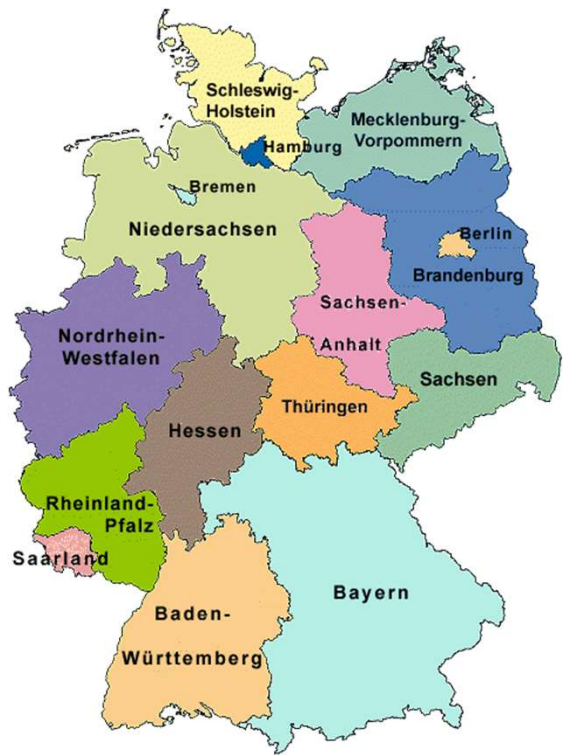 Schleswig-
Holstein
Mecklenburg-
Vorpommern
Hamburg
Bremen
Niedersachsen
Berlin
Brandenburg
Sachsen-
Anhalt
Nordrhein-
Westfalen
Sachsen
Thüringen
Hessen
Rheinland-
Pfalz
Saarland
Bayern
Baden-
Württemberg